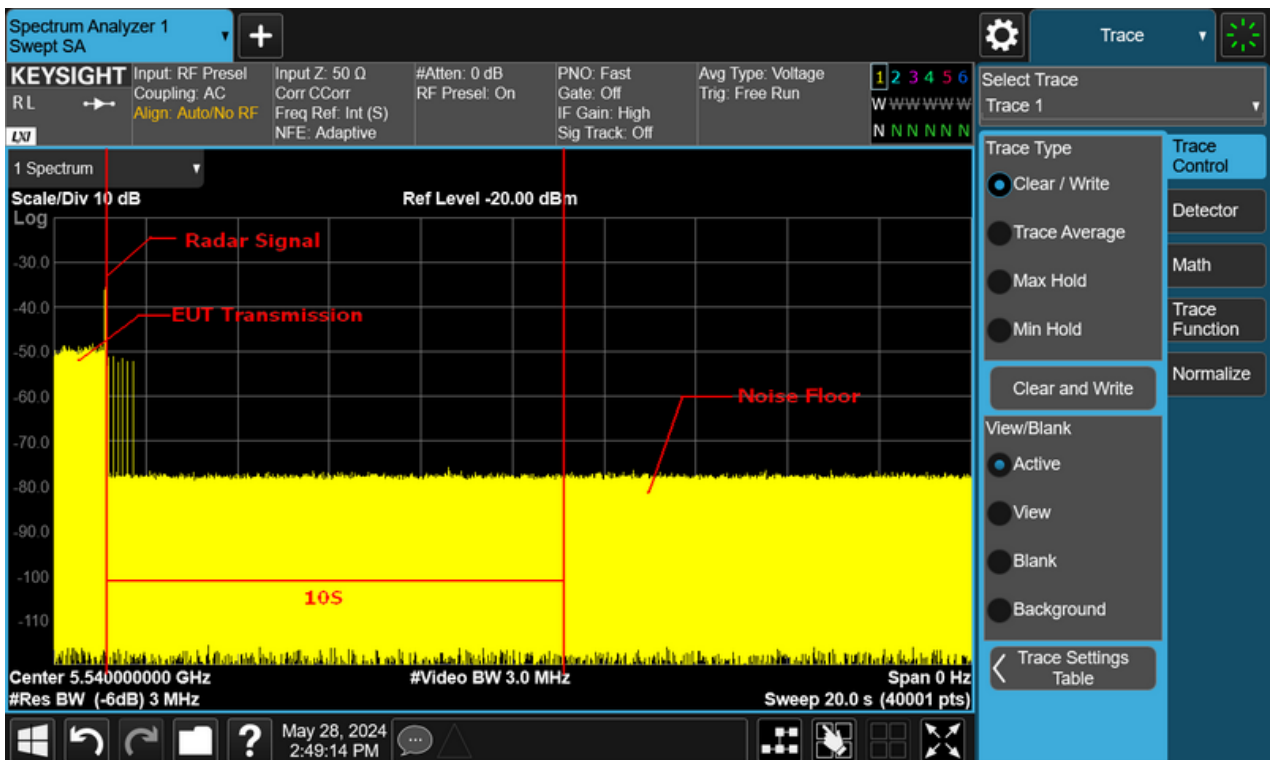 Spectrum Analyzer 1
Swept SA
+
Trace
KEYSIGHT
RL
LXI
Input: RF Presel
Coupling: AC
Align: Auto/No RF
Input Z: 50 Ω
Corr CCorr
Freq Ref: Int (S)
NFE: Adaptive
#Atten: 0 dB
RF Presel: On
PNO: Fast
Gate: Off
IF Gain: High
Sig Track: Off
Avg Type: Voltage
Trig: Free Run
1 2 3 4 5 6
W W W W W W
N N N N N N
Select Trace
Trace 1
1 Spectrum
Scale/Div 10 dB
Ref Level -20.00 dBm
Log
-30.0
-40.0
-50.0
-60.0
-70.0
-80.0
-90.0
-100
-110
Radar Signal
EUT Transmission
Noise Floor
10S
Center 5.540000000 GHz
#Video BW 3.0 MHz
Span 0 Hz
#Res BW (-6dB) 3 MHz
Sweep 20.0 s (40001 pts)
Trace Type
Clear / Write
Trace Average
Max Hold
Min Hold
Clear and Write
View/Blank
Active
View
Blank
Background
Trace Settings
Table
Trace
Control
Detector
Math
Trace
Function
Normalize
?
May 28, 2024
2:49:14 PM